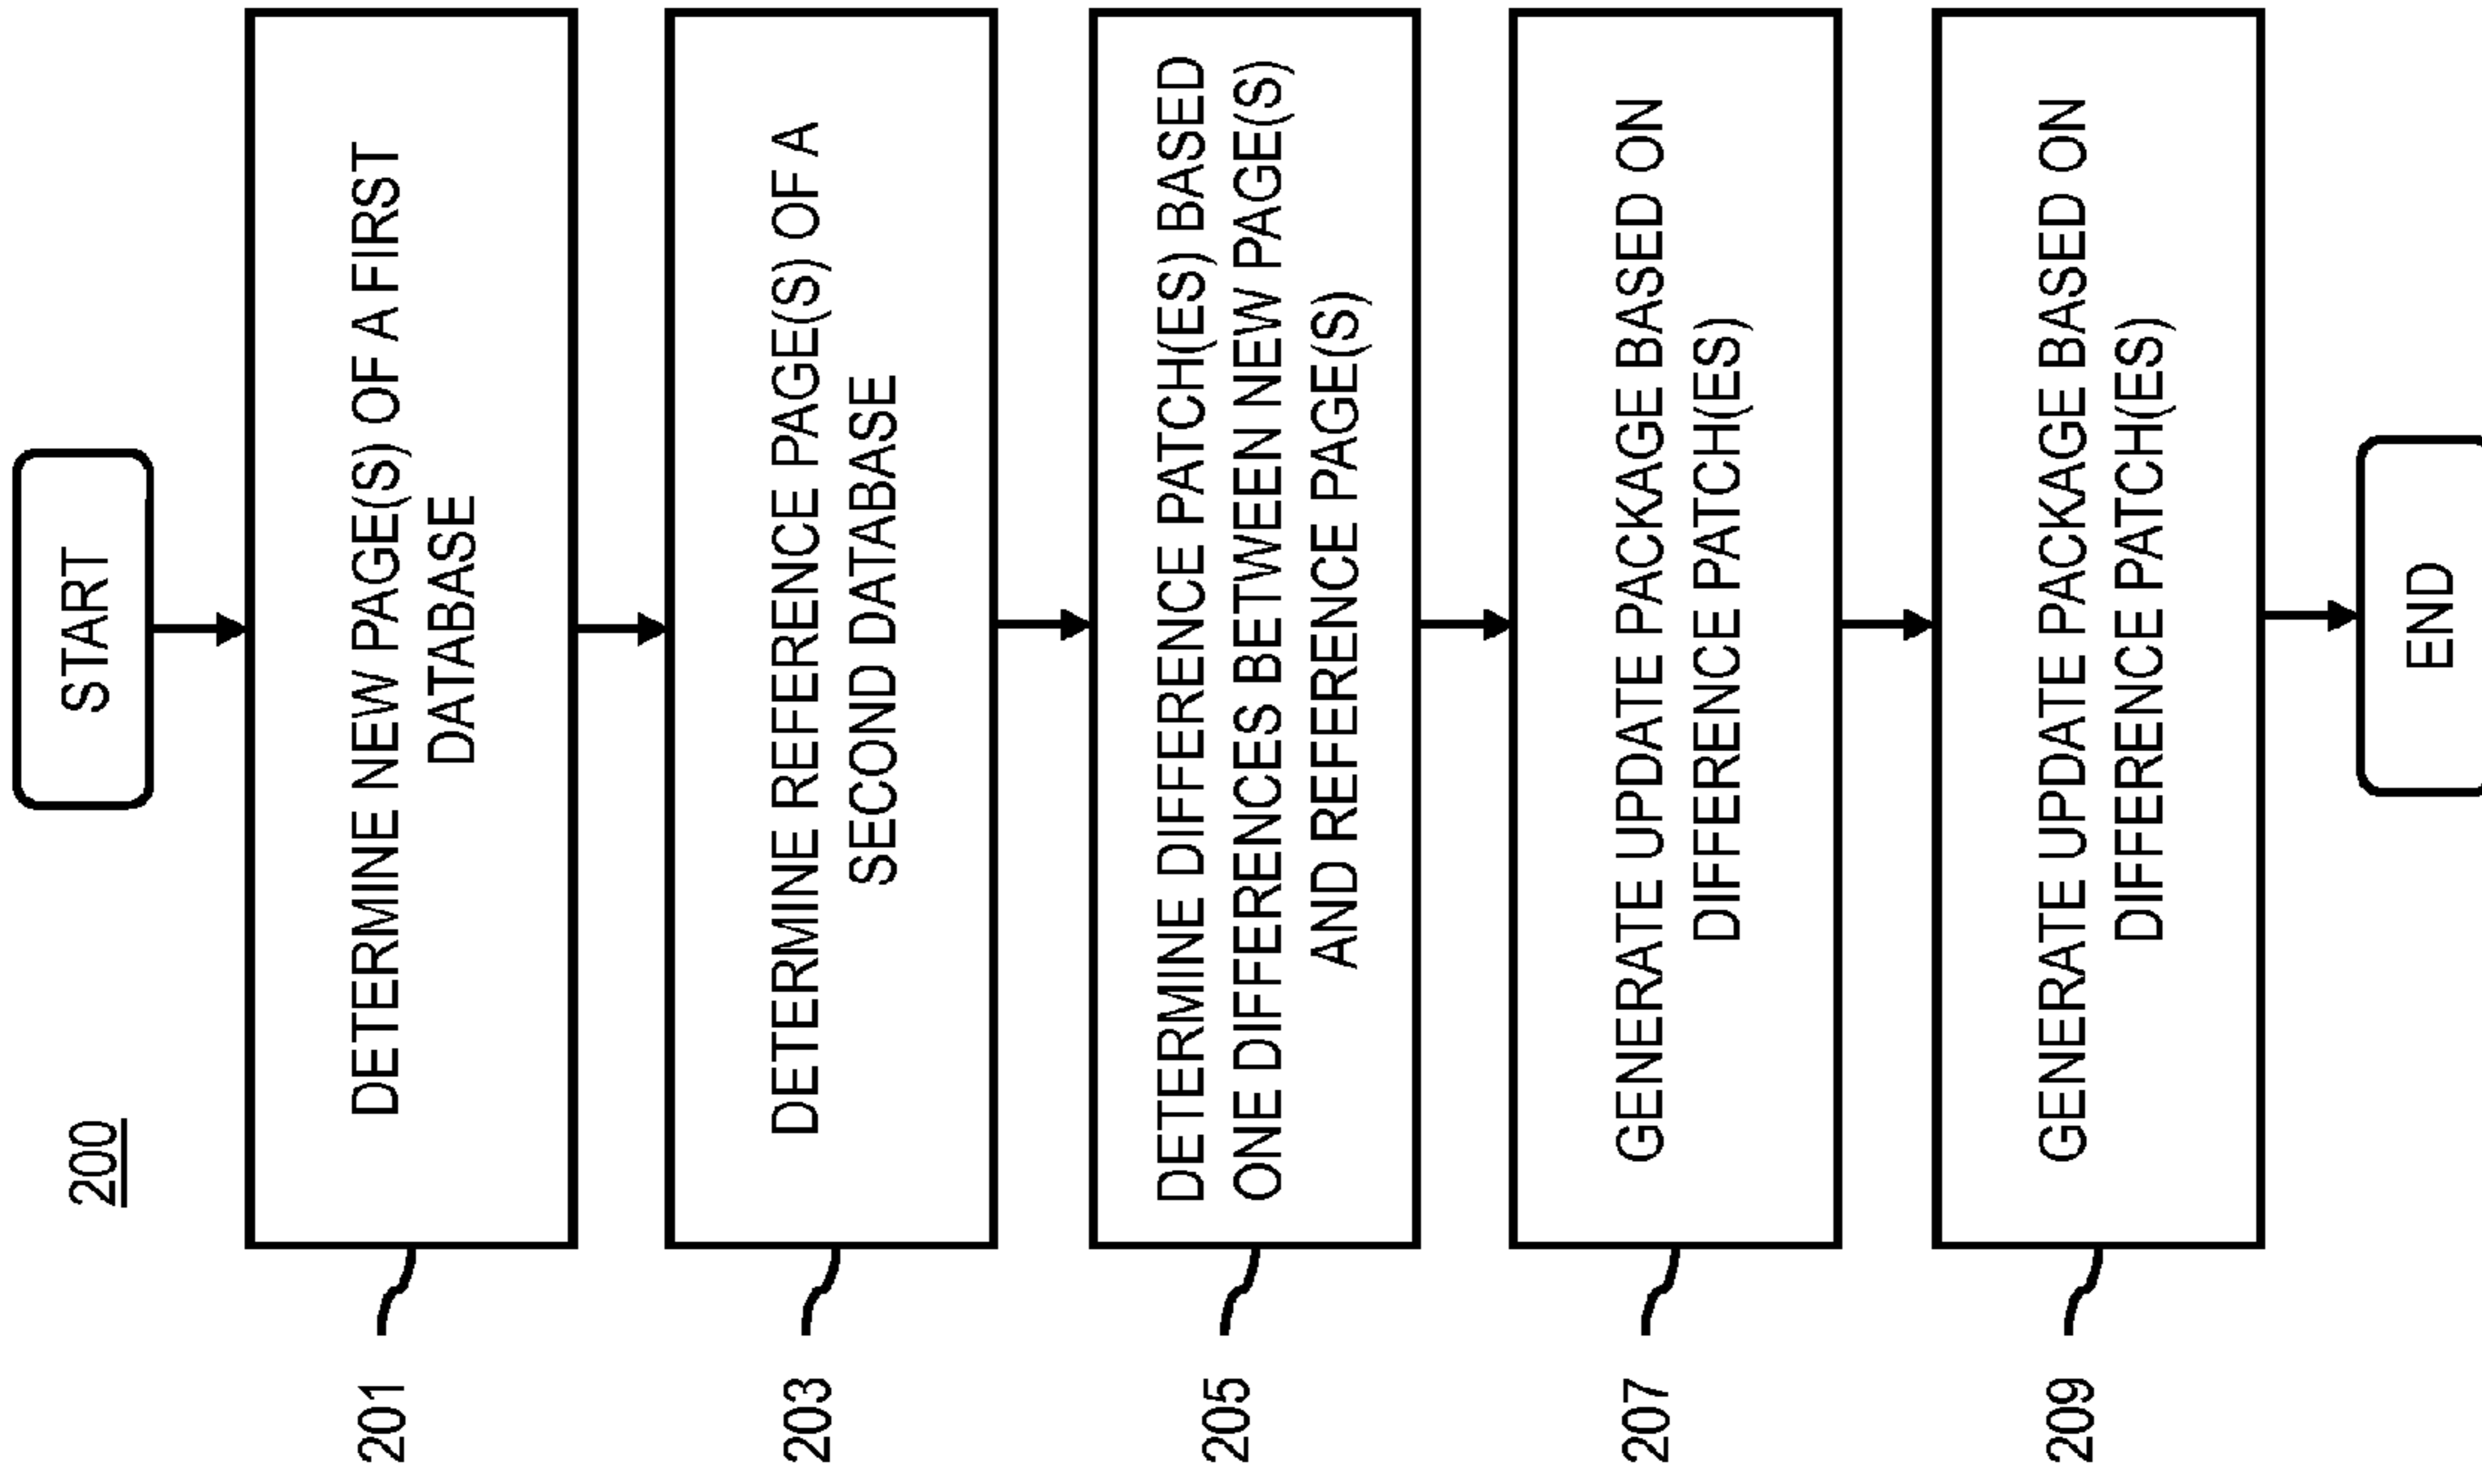 200
START
201
DETERMINE NEW PAGE(S) OF A FIRST
DATABASE
203
DETERMINE REFERENCE PAGE(S) OF A
SECOND DATABASE
205
DETERMINE DIFFERENCE PATCH(ES) BASED
ONE DIFFERENCES BETWEEN NEW PAGE(S)
AND REFERENCE PAGE(S)
207
GENERATE UPDATE PACKAGE BASED ON
DIFFERENCE PATCH(ES)
209
GENERATE UPDATE PACKAGE BASED ON
DIFFERENCE PATCH(ES)
END